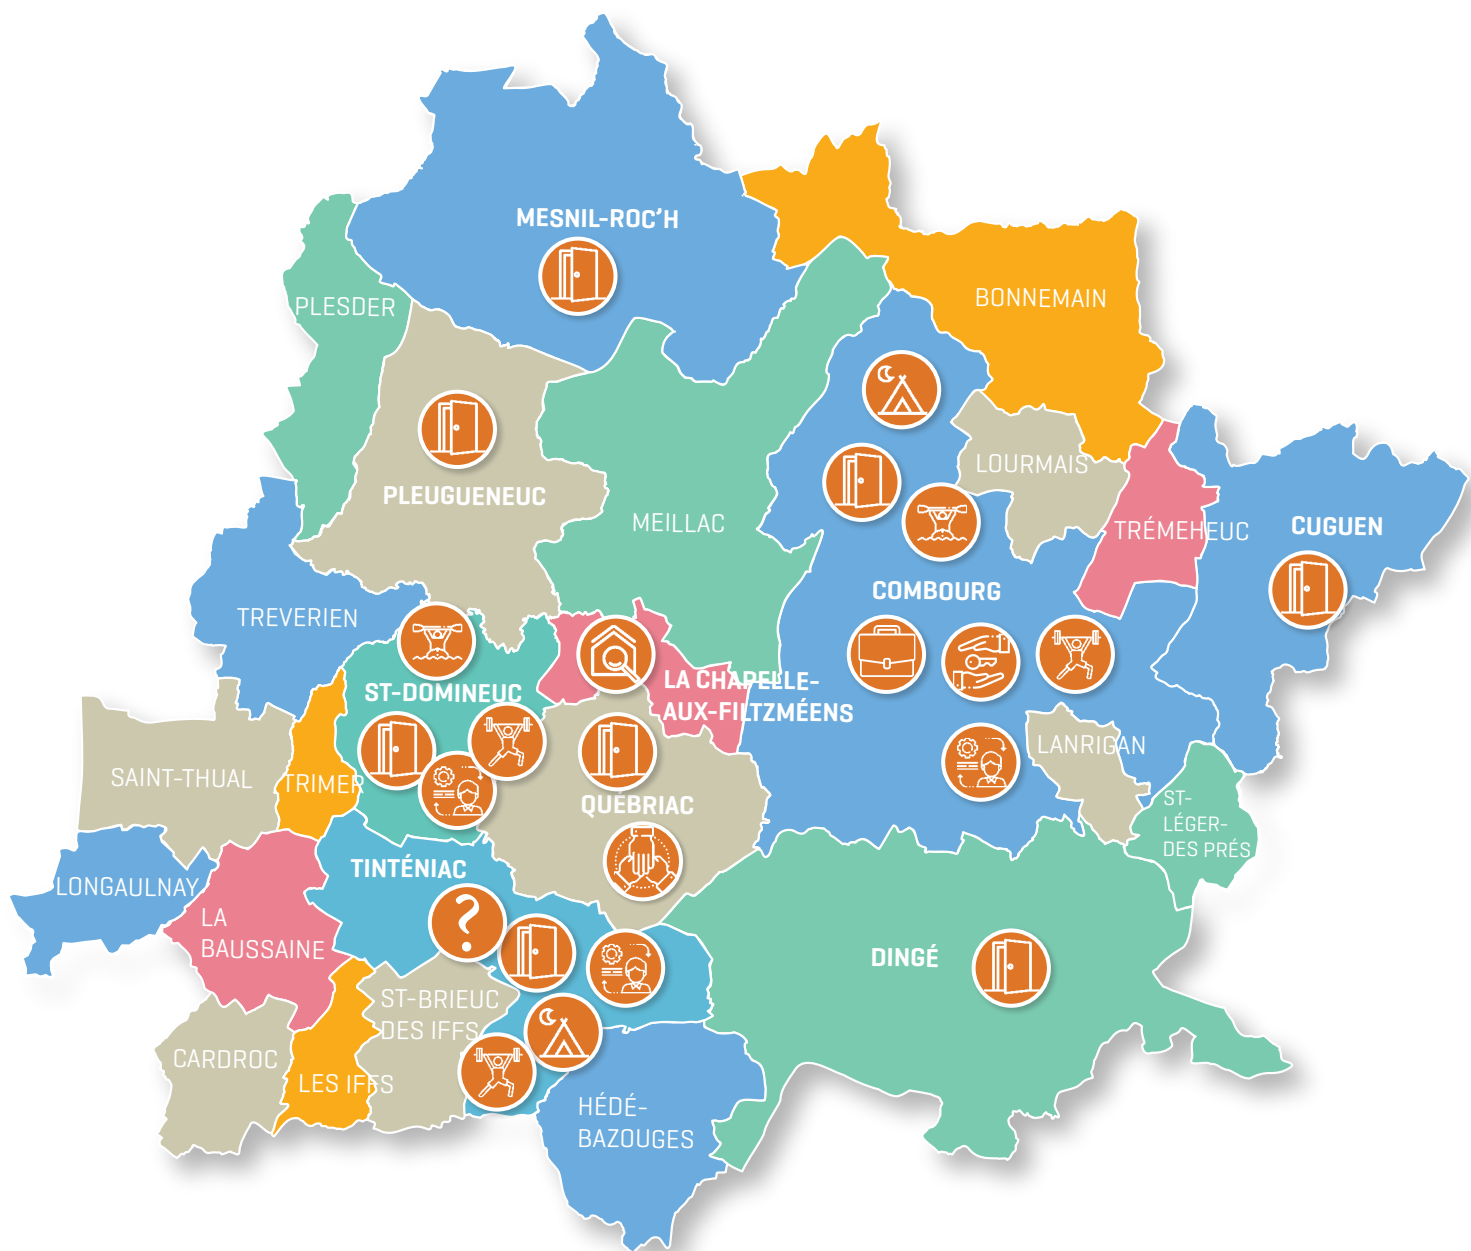 MESNIL-ROC'H
PLESDER
BONNEMAIN
PLEUGUENEUC
LOURMAIS
MEILLAC
TRÉMEHEUC
CUGUEN
COMBOURG
TREVERIEN
ST-DOMINEUC
LA CHAPELLE-
AUX-FILTZMÉENS
LANRIGAN
SAINT-THUAL
TRIMER
QUÉBRIAC
ST-
LÉGER-
DES PRÉS
TINTÉNIAC
?
LONGAULNAY
LA
BAUSSAINE
DINGÉ
ST-BRIEUC
DES IFFS
CARDROC
LES IFFS
HÉDÉ-
BAZOUGES